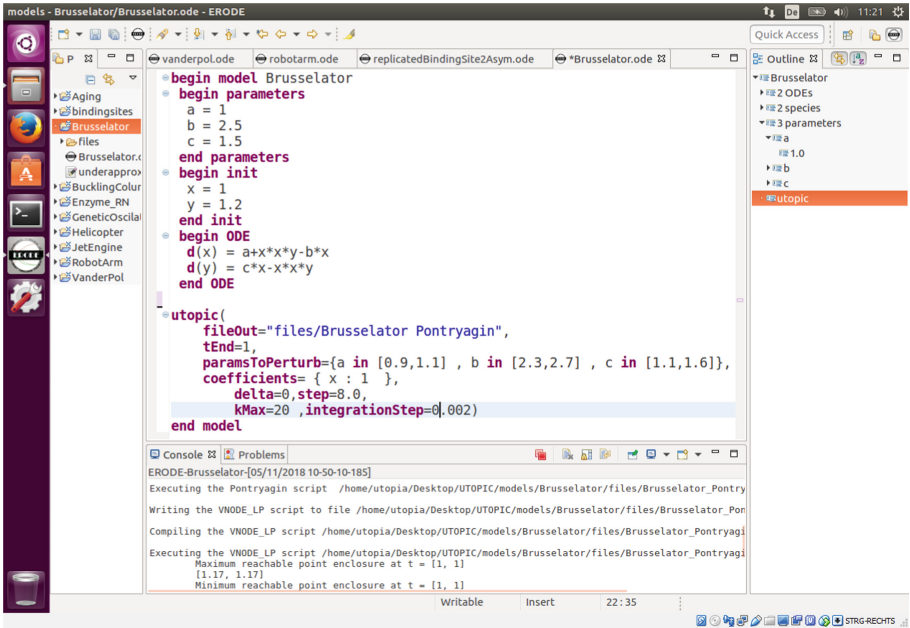 models - Brusselator/Brusselator.ode - ERODE
De
11:21
Quick Access
P
vanderpol.ode
robotarm.ode
replicatedBindingSite2Asym.ode
*Brusselator.ode
Aging
bindingsites
Brusselator
files
Brusselator.o
underapprox
BucklingColur
Enzyme_RN
GeneticOscilat
Helicopter
JetEngine
RobotArm
VanderPol
begin model Brusselator
begin parameters
a = 1
b = 2.5
c = 1.5
end parameters
begin init
x = 1
y = 1.2
end init
begin ODE
d(x) = a+x*x*y-b*x
d(y) = c*x-x*x*y
end ODE
utopic(
fileOut="files/Brusselator Pontryagin",
tEnd=1,
paramsToPerturb={a in [0.9,1.1] , b in [2.3,2.7] , c in [1.1,1.6]},
coefficients= { x : 1 },
delta=0,step=8.0,
kMax=20 ,integrationStep=0.002)
end model
Outline
Brusselator
2 ODEs
2 species
3 parameters
a
1.0
b
c
utopic
Console
Problems
ERODE-Brusselator-[05/11/2018 10-50-10-185]
Executing the Pontryagin script /home/utopia/Desktop/UTOPIC/models/Brusselator/files/Brusselator_Pontry
Writing the VNODE_LP script to file /home/utopia/Desktop/UTOPIC/models/Brusselator/files/Brusselator_Pon
Compiling the VNODE_LP script /home/utopia/Desktop/UTOPIC/models/Brusselator/files/Brusselator_Pontryagi
Executing the VNODE_LP script /home/utopia/Desktop/UTOPIC/models/Brusselator/files/Brusselator_Pontryagi
Maximum reachable point enclosure at t = [1, 1]
[1.17, 1.17]
Minimum reachable point enclosure at t = [1, 1]
Writable
Insert
22:35
STRG-RECHTS